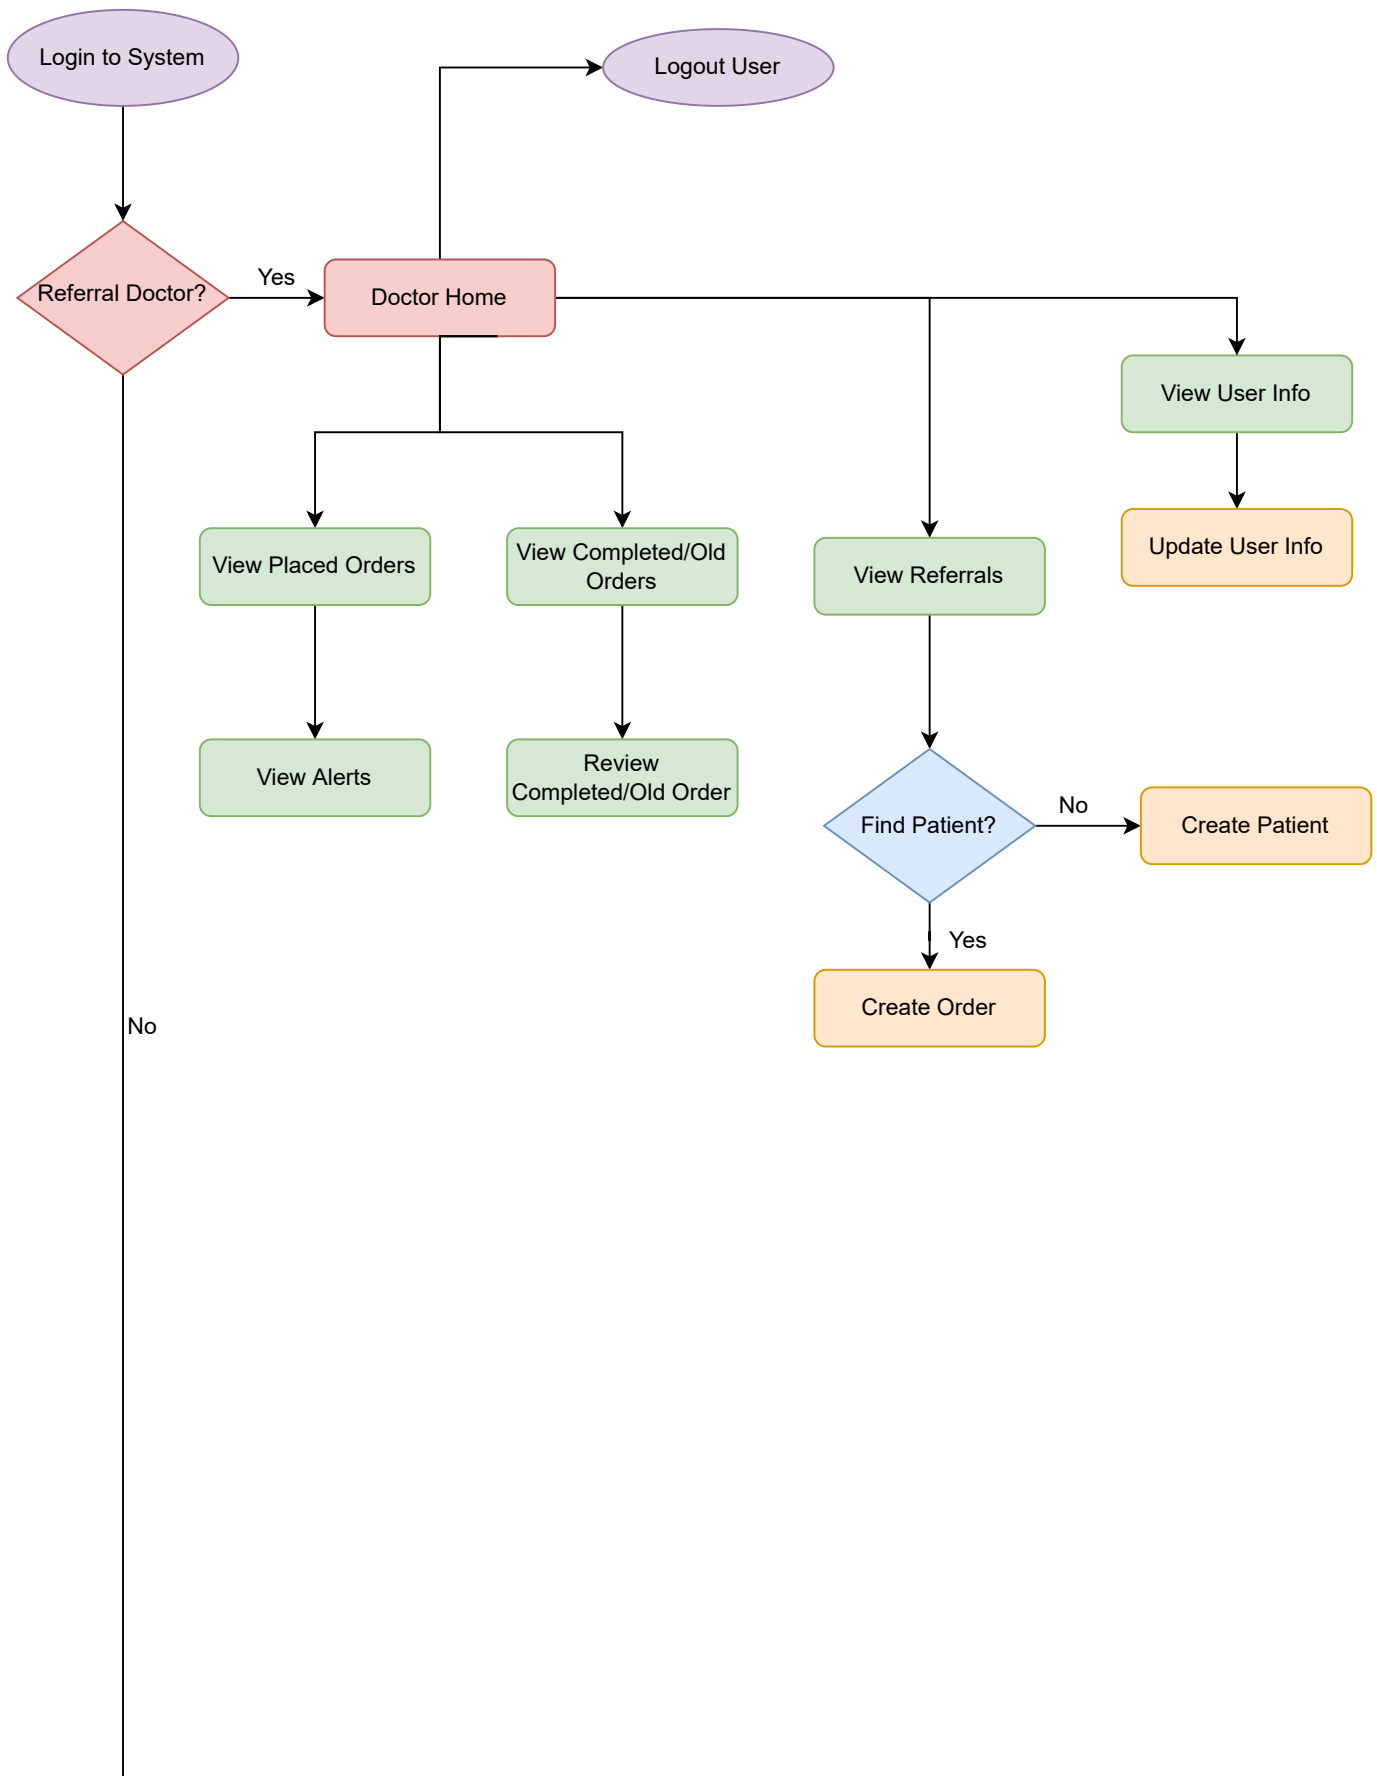 Login to System
Logout User
Referral Doctor?
Yes
Doctor Home
View User Info
Update User Info
View Placed Orders
View Completed/Old
Orders
View Referrals
View Alerts
Review
Completed/Old Order
Find Patient?
No
Create Patient
Yes
Create Order
No